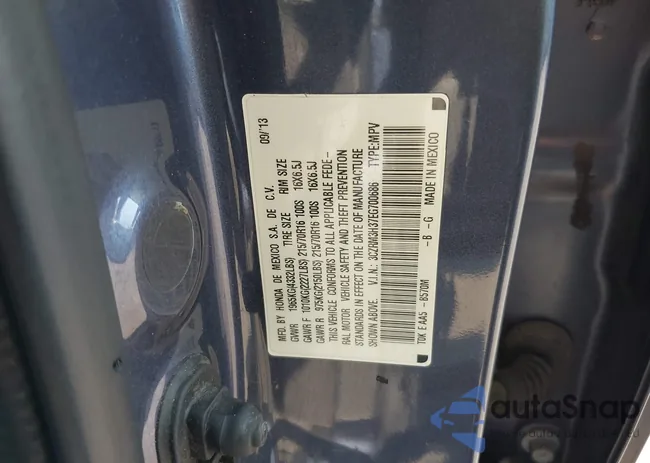 MFD. BY HONDA DE MEXICO S.A. DE C.V. 09/13
GVWR 1965KG(4332LBS) TIRE SIZE RIM SIZE
GAWR F 1010KG(2227LBS) 215/70R16 100S 16X6.5J
GAWR R 975KG(2150LBS) 215/70R16 100S 16X6.5J
THIS VEHICLE CONFORMS TO ALL APPLICABLE FEDE-
RAL MOTOR VEHICLE SAFETY AND THEFT PREVENTION
STANDARDS IN EFFECT ON THE DATE OF MANUFACTURE
SHOWN ABOVE. V.I.N.: 3CZRM3H37EG700686 TYPE:MPV
T0K E AA5 - B570M -B -G MADE IN MEXICO
autoSnap